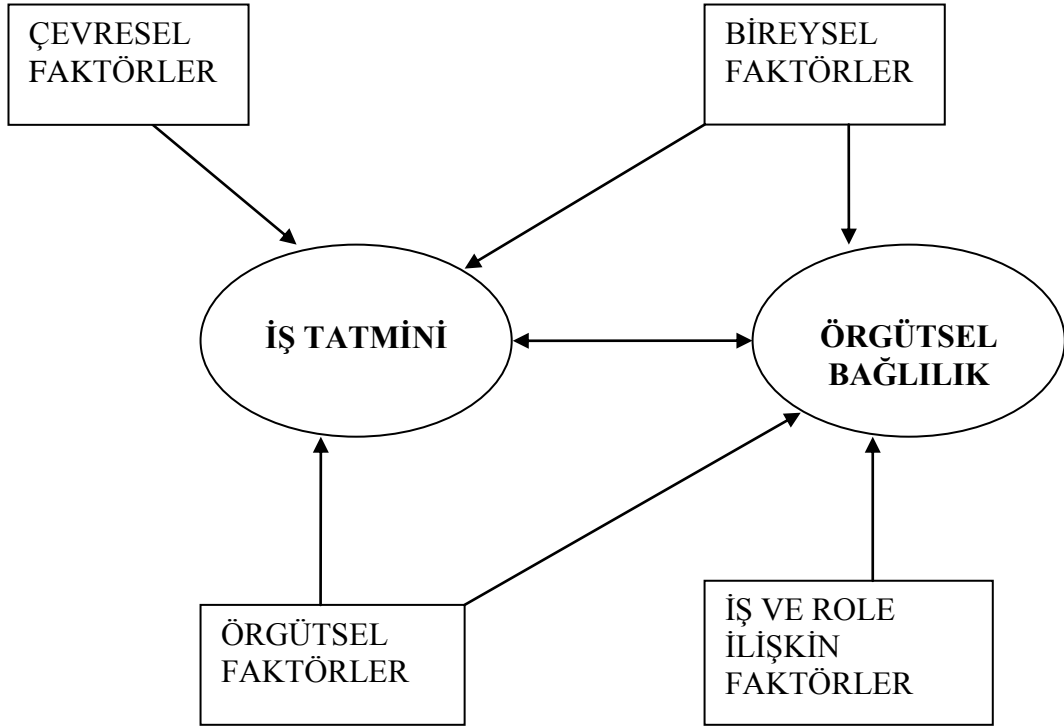 ÇEVRESEL
FAKTÖRLER
BİREYSEL
FAKTÖRLER
İŞ TATMİNİ
ÖRGÜTSEL
BAĞLILIK
ÖRGÜTSEL
FAKTÖRLER
İŞ VE ROLE
İLİŞKİN
FAKTÖRLER